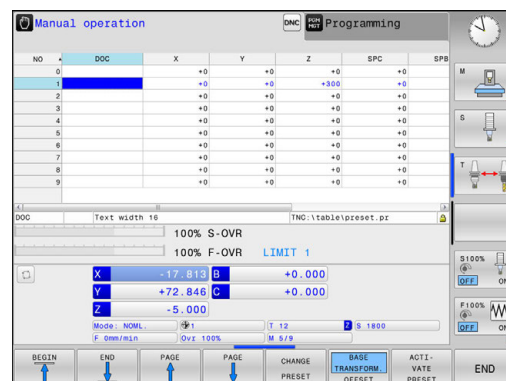 Manual operation
DNC
PGM MGT
Programming
NO DOC X Y Z SPC SPB
0 +0 +0 +0 +0
1 +0 +0 +300 +0
2 +0 +0 +0 +0
3 +0 +0 +0 +0
4 +0 +0 +0 +0
5 +0 +0 +0 +0
6 +0 +0 +0 +0
7 +0 +0 +0 +0
8 +0 +0 +0 +0
9 +0 +0 +0 +0
DOC Text width 16 TNC:\table\preset.pr
100% S-OVR
100% F-OVR LIMIT 1
X -17.813 B +0.000
Y +72.846 C +0.000
Z -5.000
Mode: NOML. 1 T 12 Z S 1800
F 0mm/min Ovr 100% M 5/9
M
S
T
S100%
OFF ON
F100%
OFF ON
BEGIN
END
PAGE
PAGE
CHANGE
PRESET
BASE
TRANSFORM.
OFFSET
ACTI-
VATE
PRESET
END